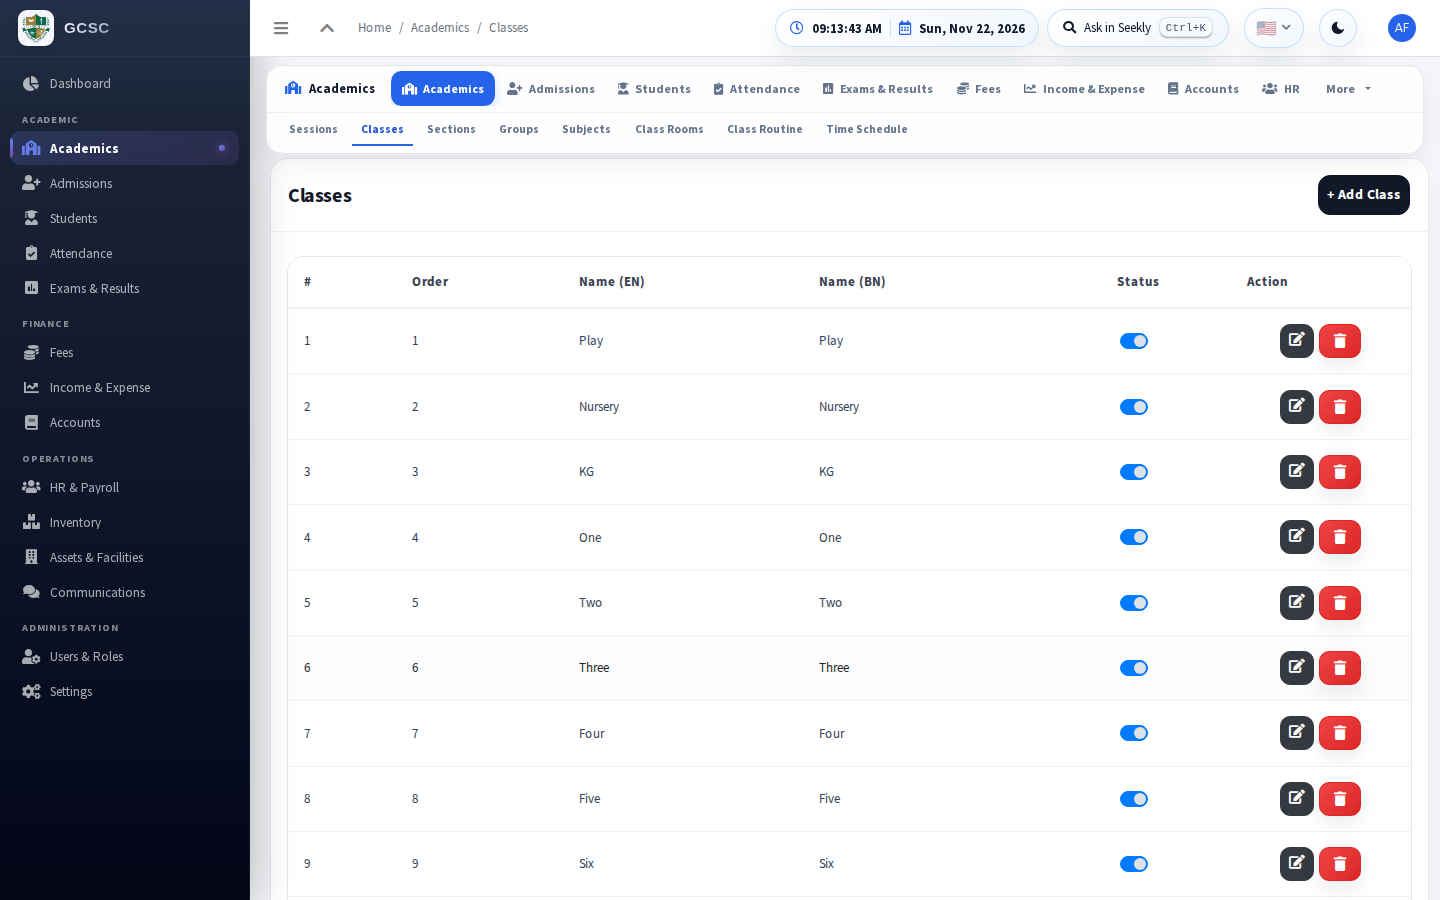 GCSC
Home / Academics / Classes
09:13:43 AM
Sun, Nov 22, 2026
Ask in Seekly Ctrl+K
AF
Dashboard
ACADEMIC
Academics
Admissions
Students
Attendance
Exams & Results
FINANCE
Fees
Income & Expense
Accounts
OPERATIONS
HR & Payroll
Inventory
Assets & Facilities
Communications
ADMINISTRATION
Users & Roles
Settings
Academics Academics Admissions Students Attendance Exams & Results Fees Income & Expense Accounts HR More
Sessions Classes Sections Groups Subjects Class Rooms Class Routine Time Schedule
Classes
+ Add Class
# Order Name (EN) Name (BN) Status Action
1 1 Play Play
2 2 Nursery Nursery
3 3 KG KG
4 4 One One
5 5 Two Two
6 6 Three Three
7 7 Four Four
8 8 Five Five
9 9 Six Six